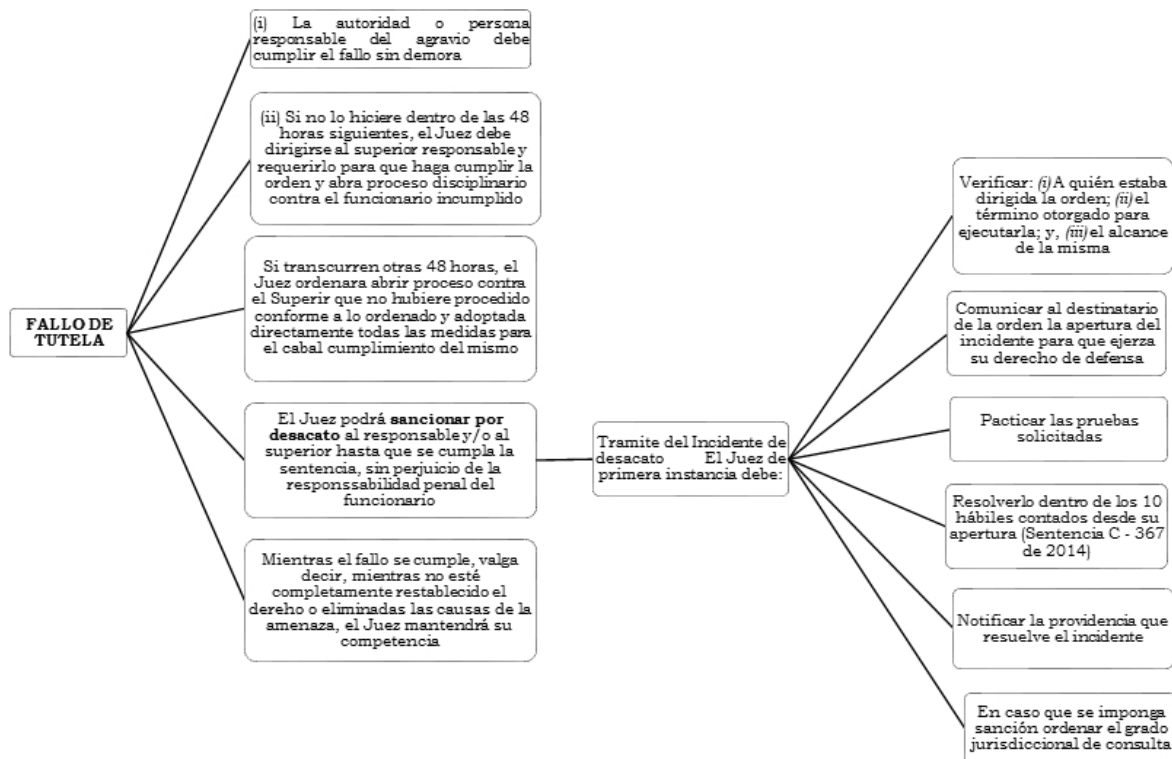 FALLO DE
TUTELA
(i) La autoridad o persona
responsable del agravio debe
cumplir el fallo sin demora
(ii) Si no lo hiciere dentro de las 48
horas siguientes, el Juez debe
dirigirse al superior responsable y
requerirlo para que haga cumplir la
orden y abra proceso disciplinario
contra el funcionario incumplido
Si transcurren otras 48 horas, el
Juez ordenara abrir proceso contra
el Superir que no hubiere procedido
conforme a lo ordenado y adoptada
directamente todas las medidas para
el cabal cumplimiento del mismo
El Juez podrá sancionar por
desacato al responsable y/o al
superior hasta que se cumpla la
sentencia, sin perjuicio de la
responssabilidad penal del
funcionario
Mientras el fallo se cumple, valga
decir, mientras no esté
completamente restablecido el
dereho o eliminadas las causas de la
amenaza, el Juez mantendrá su
competencia
Tramite del Incidente de
desacato El Juez de
primera instancia debe:
Verificar: (i) A quién estaba
dirigida la orden; (ii) el
término otorgado para
ejecutarla; y, (iii) el alcance
de la misma
Comunicar al destinatario
de la orden la apertura del
incidente para que ejerza
su derecho de defensa
Pacticar las pruebas
solicitadas
Resolverlo dentro de los 10
hábiles contados desde su
apertura (Sentencia C - 367
de 2014)
Notificar la providencia que
resuelve el incidente
En caso que se imponga
sanción ordenar el grado
jurisdiccional de consulta